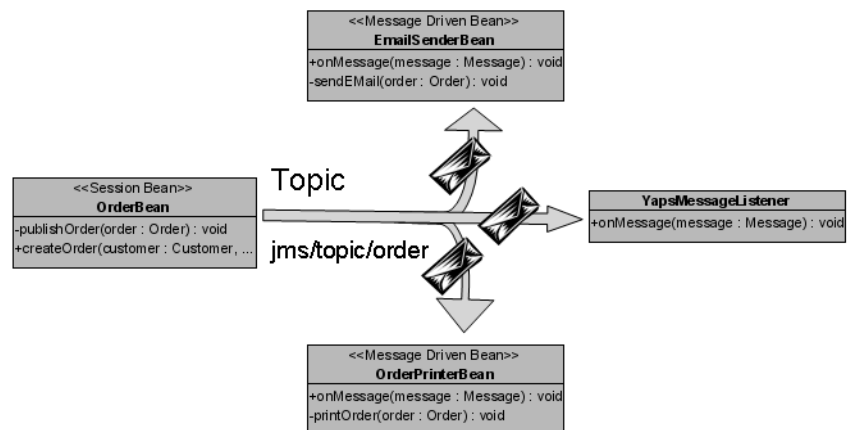 <<Message Driven Bean>>
EmailSenderBean
+onMessage(message : Message) : void
-sendEMail(order : Order) : void
Topic
<<Session Bean>>
OrderBean
-publishOrder(order : Order) : void
+createOrder(customer : Customer, ...
jms/topic/order
YapsMessageListener
+onMessage(message : Message) : void
<<Message Driven Bean>>
OrderPrinterBean
+onMessage(message : Message) : void
-printOrder(order : Order) : void